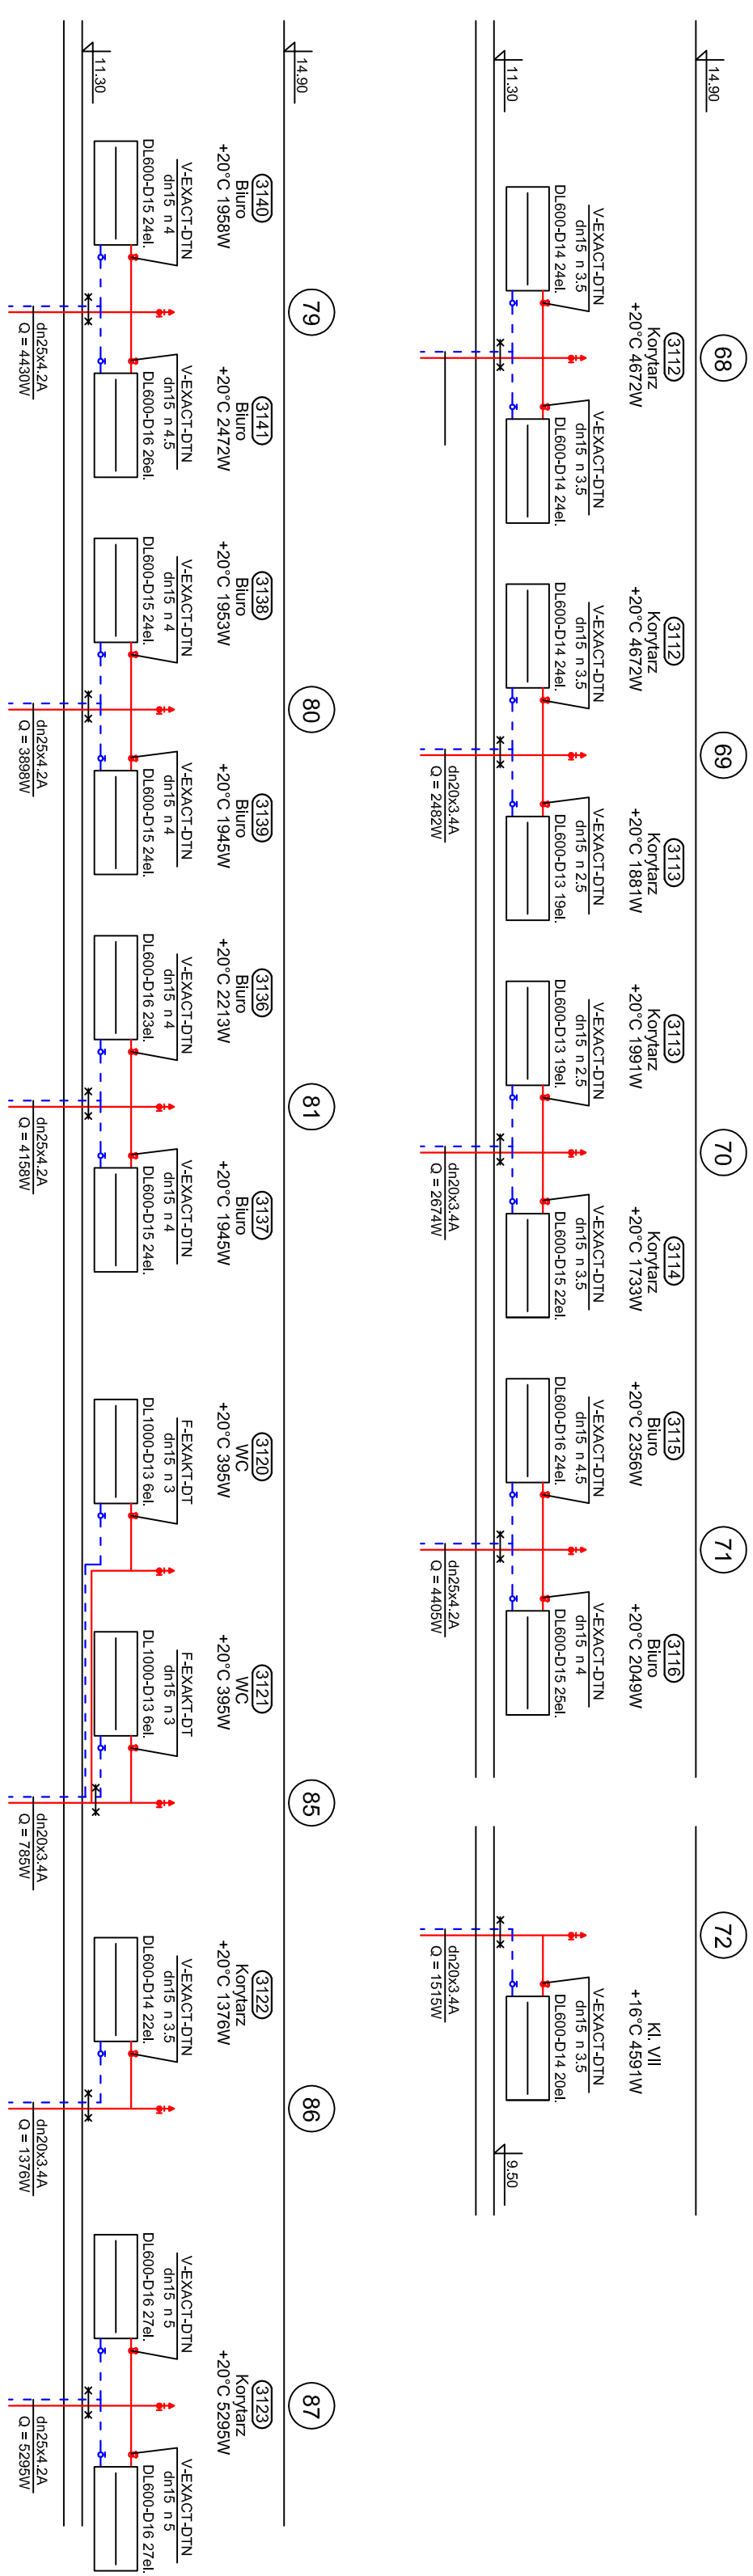 68
69
70
71
72
14.90
3112
Korytarz
+20°C 4672W
3112
Korytarz
+20°C 4672W
3113
Korytarz
+20°C 1881W
3113
Korytarz
+20°C 1991W
3114
Korytarz
+20°C 1733W
3115
Biuro
+20°C 2356W
3116
Biuro
+20°C 2049W
Kl. VII
+16°C 4591W
V-EXACT-DTN
dn15 n 3.5
DL600-D14 24el.
V-EXACT-DTN
dn15 n 3.5
DL600-D14 24el.
V-EXACT-DTN
dn15 n 3.5
DL600-D14 24el.
V-EXACT-DTN
dn15 n 2.5
DL600-D13 19el.
V-EXACT-DTN
dn15 n 2.5
DL600-D13 19el.
V-EXACT-DTN
dn15 n 3.5
DL600-D15 22el.
V-EXACT-DTN
dn15 n 4.5
DL600-D16 24el.
V-EXACT-DTN
dn15 n 4
DL600-D15 25el.
V-EXACT-DTN
dn15 n 3.5
DL600-D14 20el.
11.30
9.50
dn20x3.4A
Q = 2482W
dn20x3.4A
Q = 2674W
dn25x4.2A
Q = 4405W
dn20x3.4A
Q = 1515W
79
80
81
85
86
87
14.90
3140
Biuro
+20°C 1958W
3141
Biuro
+20°C 2472W
3138
Biuro
+20°C 1953W
3139
Biuro
+20°C 1945W
3136
Biuro
+20°C 2213W
3137
Biuro
+20°C 1945W
3120
WC
+20°C 395W
3121
WC
+20°C 395W
3122
Korytarz
+20°C 1376W
3123
Korytarz
+20°C 5295W
V-EXACT-DTN
dn15 n 4
DL600-D15 24el.
V-EXACT-DTN
dn15 n 4.5
DL600-D16 26el.
V-EXACT-DTN
dn15 n 4
DL600-D15 24el.
V-EXACT-DTN
dn15 n 4
DL600-D15 24el.
V-EXACT-DTN
dn15 n 4
DL600-D16 23el.
V-EXACT-DTN
dn15 n 4
DL600-D15 24el.
F-EXAKT-DT
dn15 n 3
DL1000-D13 6el.
F-EXAKT-DT
dn15 n 3
DL1000-D13 6el.
V-EXACT-DTN
dn15 n 3.5
DL600-D14 22el.
V-EXACT-DTN
dn15 n 5
DL600-D16 27el.
V-EXACT-DTN
dn15 n 5
DL600-D16 27el.
11.30
dn25x4.2A
Q = 4430W
dn25x4.2A
Q = 3898W
dn25x4.2A
Q = 4158W
dn20x3.4A
Q = 785W
dn20x3.4A
Q = 1376W
dn25x4.2A
Q = 5295W